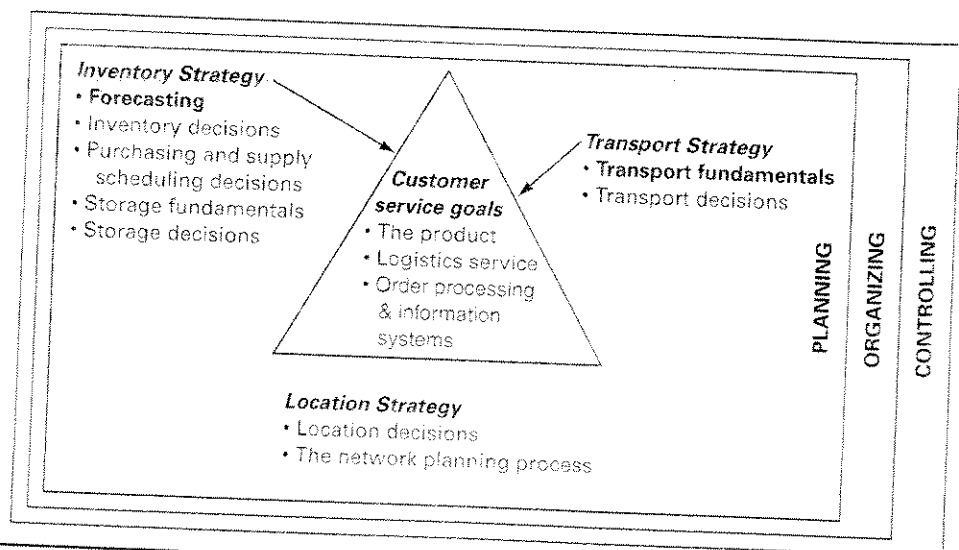 Inventory Strategy
• Forecasting
• Inventory decisions
• Purchasing and supply
scheduling decisions
• Storage fundamentals
• Storage decisions
Customer
service goals
• The product
• Logistics service
• Order processing
& information
systems
Transport Strategy
• Transport fundamentals
• Transport decisions
Location Strategy
• Location decisions
• The network planning process
PLANNING
ORGANIZING
CONTROLLING